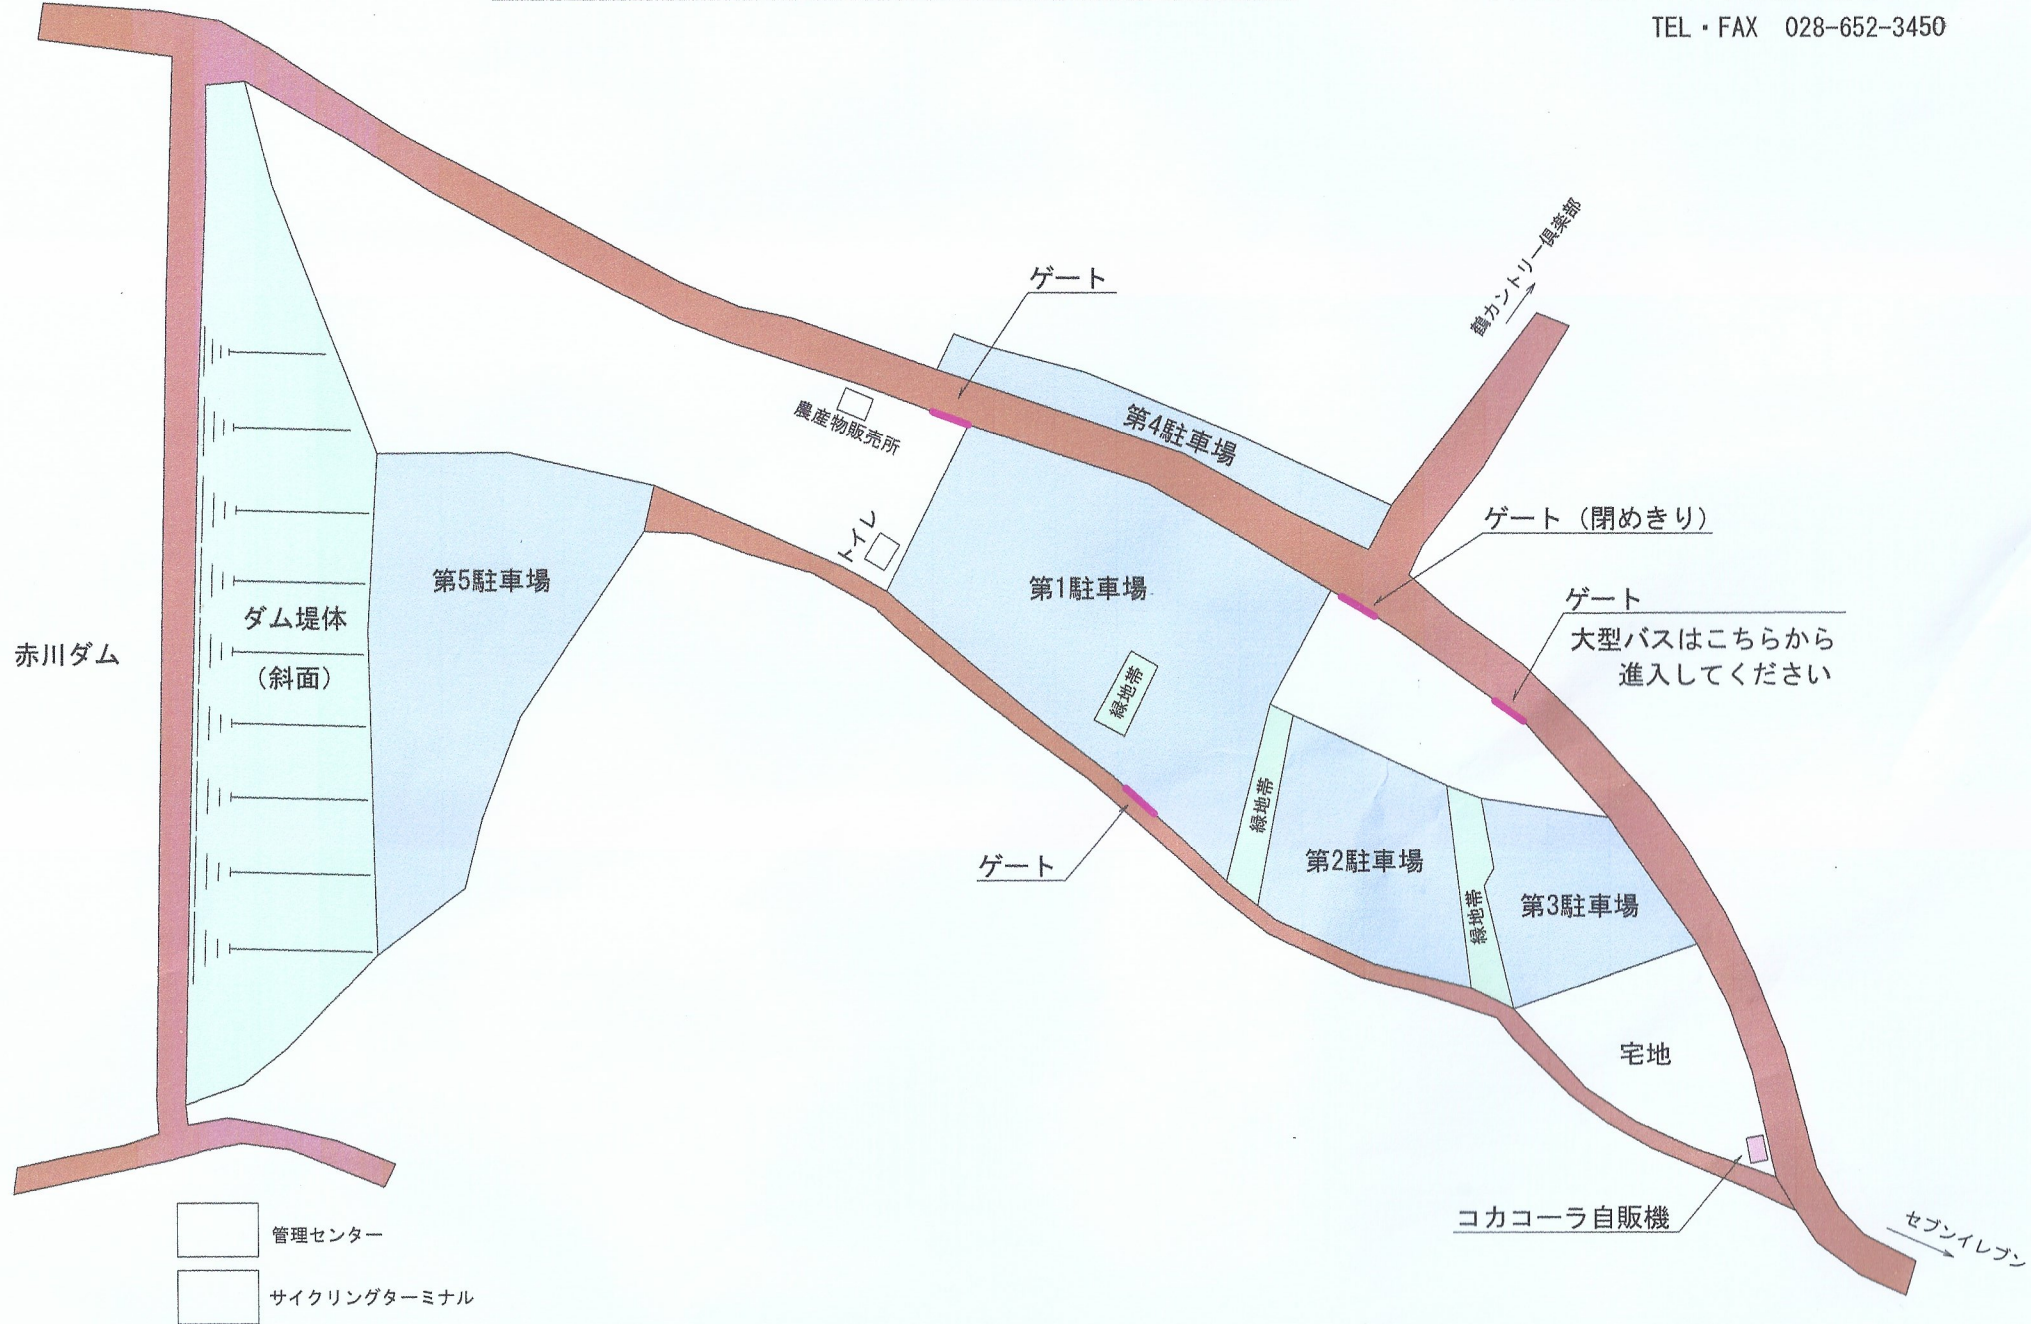 TEL・FAX 028-652-3450
鶴カントリー倶楽部
ゲート
第4駐車場
農産物販売所
ゲート（閉めきり）
トイレ
第5駐車場
第1駐車場
ゲート
大型バスはこちらから
進入してください
ダム堤体
（斜面）
赤川ダム
緑地帯
緑地帯
ゲート
第2駐車場
緑地帯
第3駐車場
宅地
コカコーラ自販機
セブンイレブン
管理センター
サイクリングターミナル